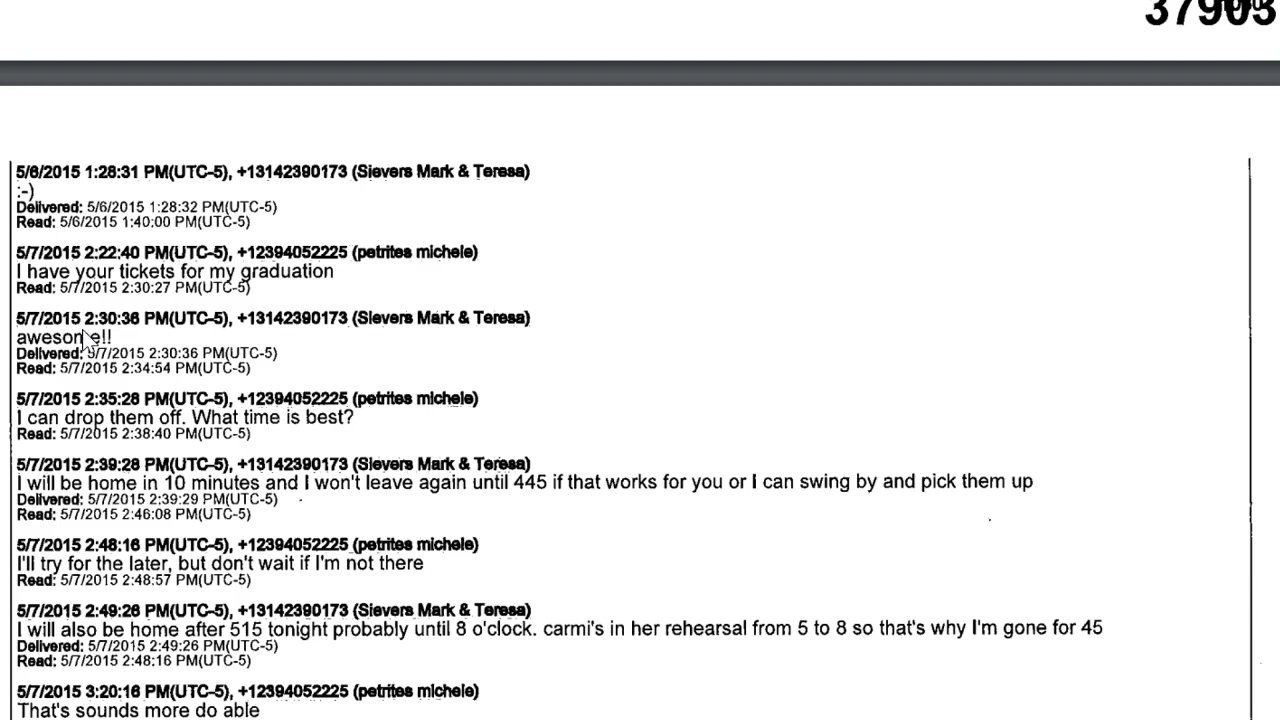 37903
5/6/2015 1:28:31 PM(UTC-5), +13142390173 (Sievers Mark & Teresa)
:-)
Delivered: 5/6/2015 1:28:32 PM(UTC-5)
Read: 5/6/2015 1:40:00 PM(UTC-5)
5/7/2015 2:22:40 PM(UTC-5), +12394052225 (petrites michele)
I have your tickets for my graduation
Read: 5/7/2015 2:30:27 PM(UTC-5)
5/7/2015 2:30:36 PM(UTC-5), +13142390173 (Sievers Mark & Teresa)
awesome!!
Delivered: 5/7/2015 2:30:36 PM(UTC-5)
Read: 5/7/2015 2:34:54 PM(UTC-5)
5/7/2015 2:35:28 PM(UTC-5), +12394052225 (petrites michele)
I can drop them off. What time is best?
Read: 5/7/2015 2:38:40 PM(UTC-5)
5/7/2015 2:39:28 PM(UTC-5), +13142390173 (Sievers Mark & Teresa)
I will be home in 10 minutes and I won't leave again until 445 if that works for you or I can swing by and pick them up
Delivered: 5/7/2015 2:39:29 PM(UTC-5)
Read: 5/7/2015 2:46:08 PM(UTC-5)
5/7/2015 2:48:16 PM(UTC-5), +12394052225 (petrites michele)
I'll try for the later, but don't wait if I'm not there
Read: 5/7/2015 2:48:57 PM(UTC-5)
5/7/2015 2:49:26 PM(UTC-5), +13142390173 (Sievers Mark & Teresa)
I will also be home after 515 tonight probably until 8 o'clock. carmi's in her rehearsal from 5 to 8 so that's why I'm gone for 45
Delivered: 5/7/2015 2:49:26 PM(UTC-5)
Read: 5/7/2015 2:48:16 PM(UTC-5)
5/7/2015 3:20:16 PM(UTC-5), +12394052225 (petrites michele)
That's sounds more do able